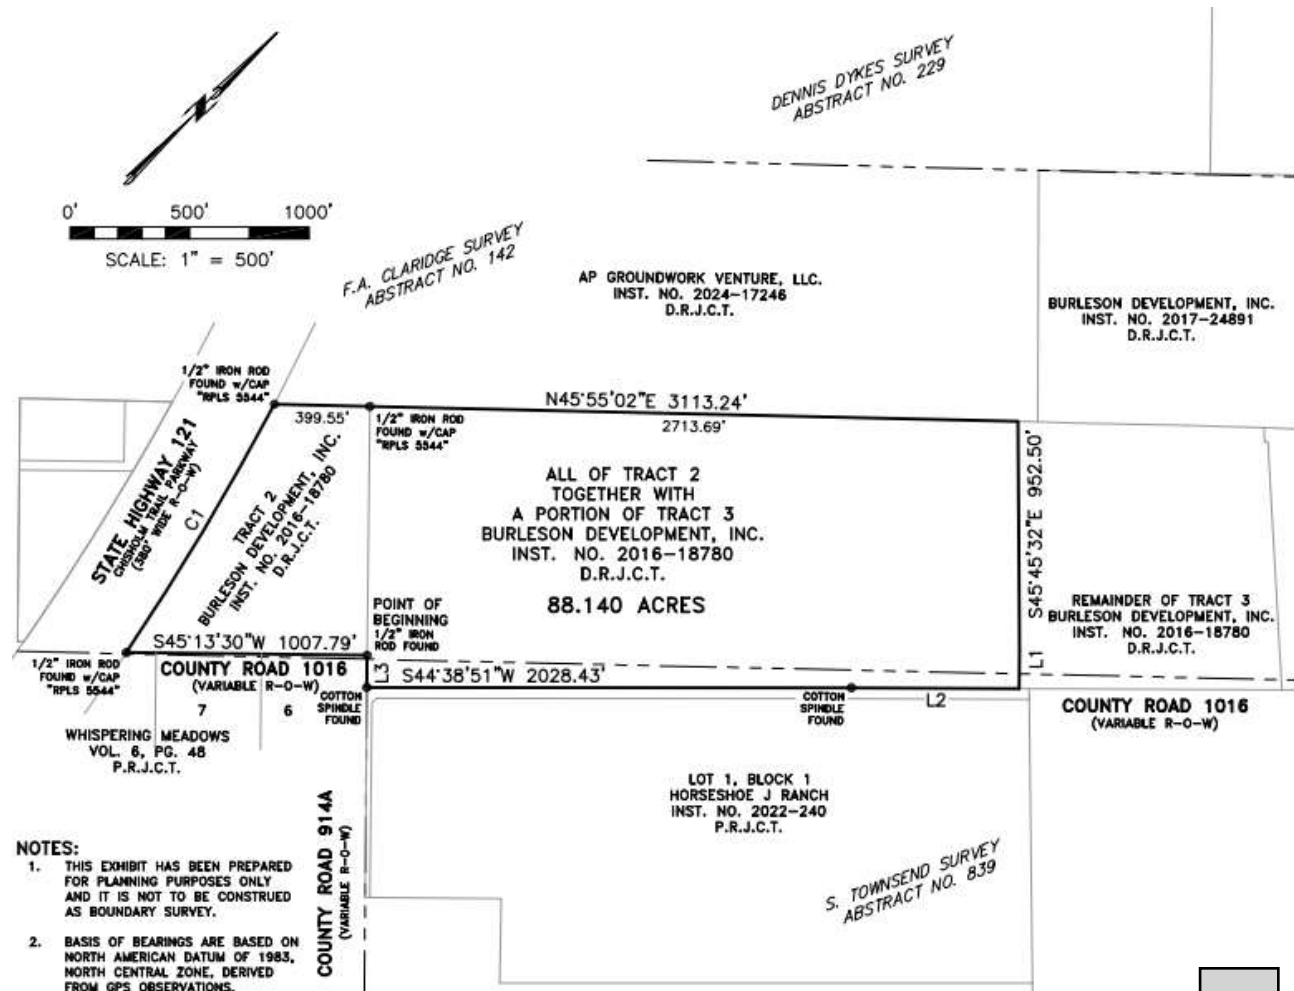 DENNIS DYKES SURVEY
ABSTRACT NO. 229
0' 500' 1000'
SCALE: 1" = 500'
F.A. CLARIDGE SURVEY
ABSTRACT NO. 142
AP GROUNDWORK VENTURE, LLC.
INST. NO. 2024-17246
D.R.J.C.T.
BURLESON DEVELOPMENT, INC.
INST. NO. 2017-24891
D.R.J.C.T.
1/2" IRON ROD
FOUND w/CAP
"RPLS 5544"
N45°55'02"E 3113.24'
399.55'
2713.69'
1/2" IRON ROD
FOUND w/CAP
"RPLS 5544"
STATE HIGHWAY 121
CHISHOLM TRAIL PARKWAY
(380' WIDE R-O-W)
C1
TRACT 2
BURLESON DEVELOPMENT, INC.
INST. NO. 2016-18780
D.R.J.C.T.
ALL OF TRACT 2
TOGETHER WITH
A PORTION OF TRACT 3
BURLESON DEVELOPMENT, INC.
INST. NO. 2016-18780
D.R.J.C.T.
88.140 ACRES
S45°45'32"E 952.50'
L1
REMAINDER OF TRACT 3
BURLESON DEVELOPMENT, INC.
INST. NO. 2016-18780
D.R.J.C.T.
POINT OF
BEGINNING
1/2" IRON
ROD FOUND
S45°13'30"W 1007.79'
1/2" IRON ROD
FOUND w/CAP
"RPLS 5544"
COUNTY ROAD 1016
(VARIABLE R-O-W)
7 6
L3
S44°38'51"W 2028.43'
COTTON
SPINDLE
FOUND
COTTON
SPINDLE
FOUND
L2
COUNTY ROAD 1016
(VARIABLE R-O-W)
WHISPERING MEADOWS
VOL. 6, PG. 48
P.R.J.C.T.
LOT 1, BLOCK 1
HORSESHOE J RANCH
INST. NO. 2022-240
P.R.J.C.T.
COUNTY ROAD 914A
(VARIABLE R-O-W)
S. TOWNSEND SURVEY
ABSTRACT NO. 839
NOTES:
1. THIS EXHIBIT HAS BEEN PREPARED
FOR PLANNING PURPOSES ONLY
AND IT IS NOT TO BE CONSTRUED
AS BOUNDARY SURVEY.
2. BASIS OF BEARINGS ARE BASED ON
NORTH AMERICAN DATUM OF 1983,
NORTH CENTRAL ZONE, DERIVED
FROM GPS OBSERVATIONS.